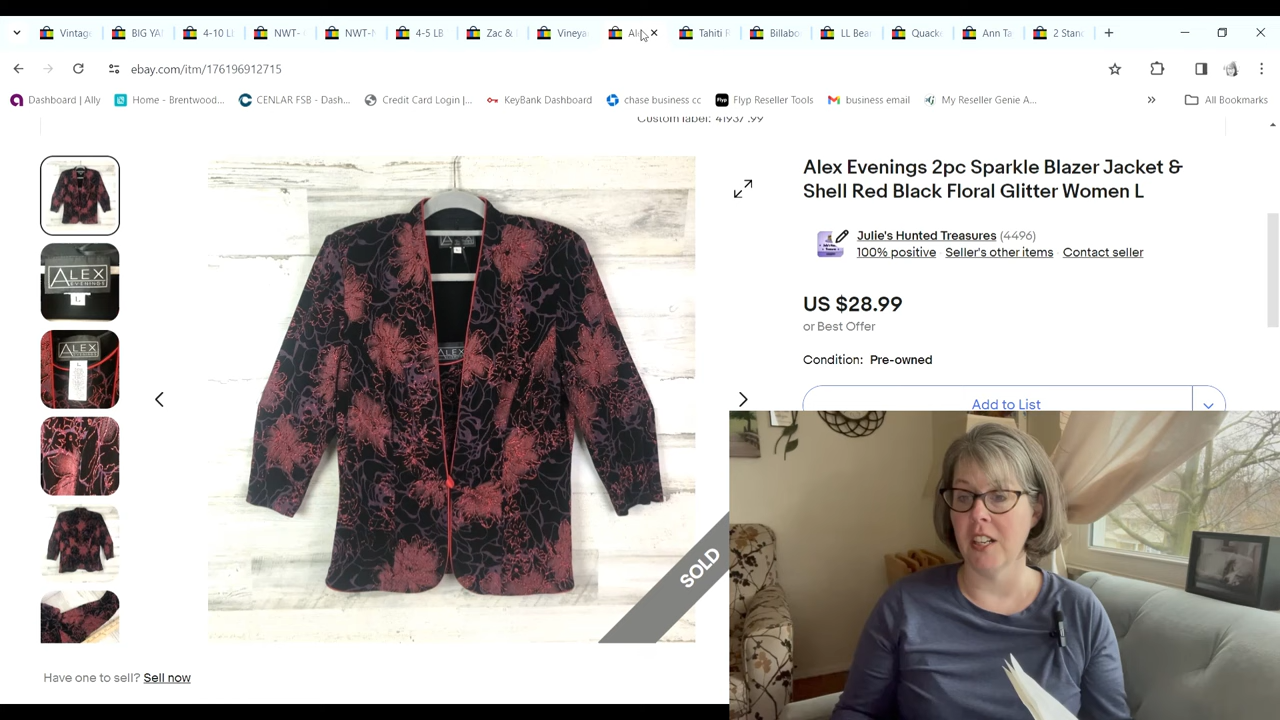 Vintag
BIG YA
4-10 L
NWT-
NWT-
4-5 LB
Zac &
Vineya
Al
Tahiti F
Billabo
LL Bea
Quack
Ann Ta
2 Stan
ebay.com/itm/176196912715
Dashboard | Ally
Home - Brentwood...
CENLAR FSB - Dash...
Credit Card Login |...
KeyBank Dashboard
chase business cc
Flyp Reseller Tools
business email
My Reseller Genie A...
All Bookmarks
Custom label: 41937 .99
Alex Evenings 2pc Sparkle Blazer Jacket &
Shell Red Black Floral Glitter Women L
Julie's Hunted Treasures (4496)
100% positive Seller's other items Contact seller
US $28.99
or Best Offer
Condition: Pre-owned
Add to List
ALEX
EVENINGS
L
ALEX
EVENINGS
ALEX
SOLD
Have one to sell? Sell now